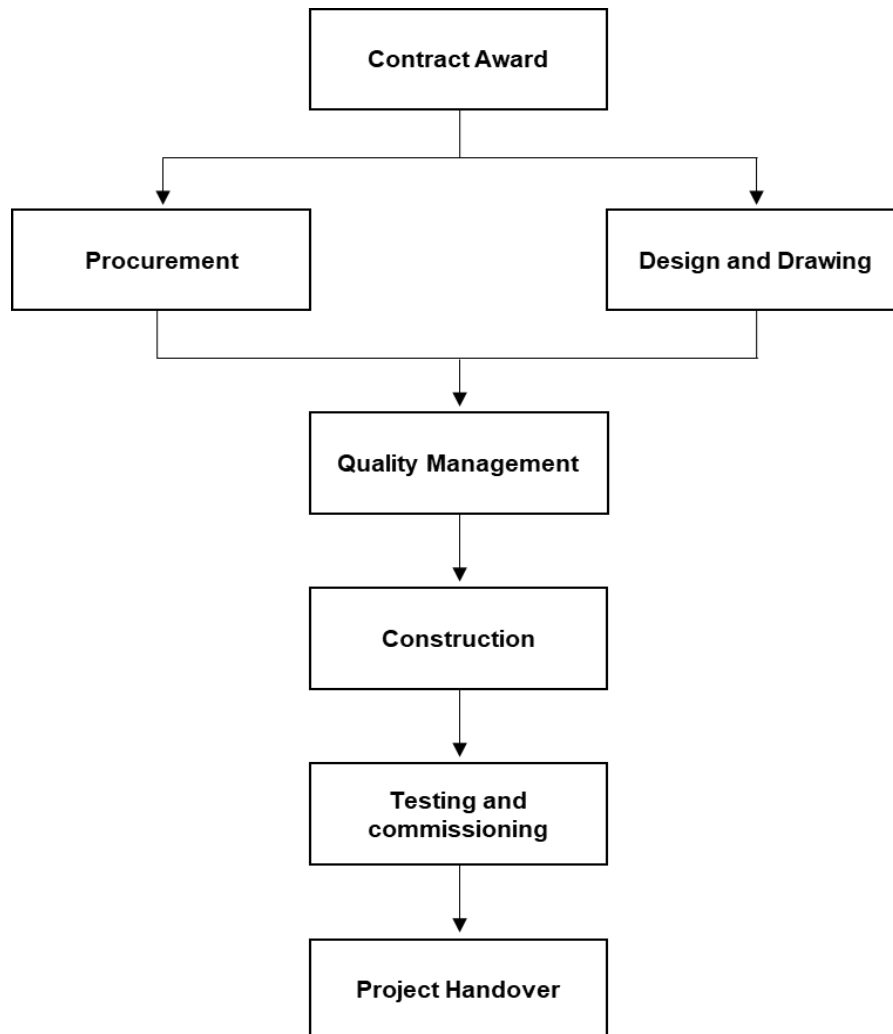 Contract Award
Procurement
Design and Drawing
Quality Management
Construction
Testing and
commissioning
Project Handover